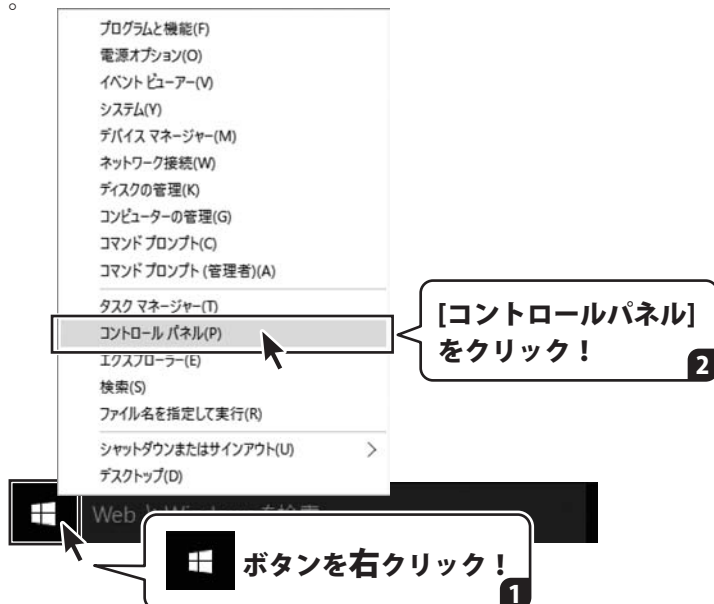 。
プログラムと機能(F)
電源オプション(O)
イベント ビューアー(V)
システム(Y)
デバイス マネージャー(M)
ネットワーク接続(W)
ディスクの管理(K)
コンピューターの管理(G)
コマンド プロンプト(C)
コマンド プロンプト (管理者)(A)
タスク マネージャー(T)
コントロール パネル(P)
エクスプローラー(E)
検索(S)
ファイル名を指定して実行(R)
シャットダウンまたはサインアウト(U)
デスクトップ(D)
[コントロールパネル]
をクリック！
2
Web
ボタンを右クリック！
1